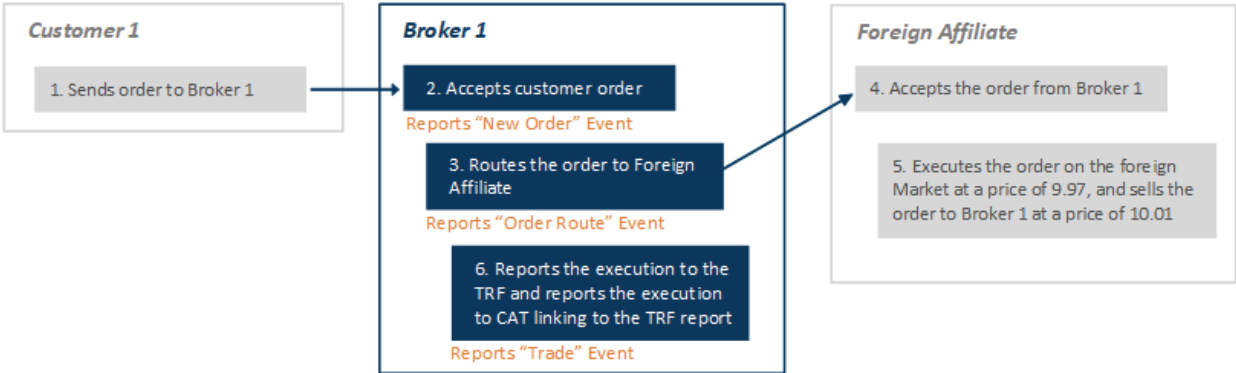 Customer 1
1. Sends order to Broker 1
Broker 1
2. Accepts customer order
Reports “New Order” Event
3. Routes the order to Foreign
Affiliate
Reports “Order Route” Event
6. Reports the execution to the
TRF and reports the execution
to CAT linking to the TRF report
Reports “Trade” Event
Foreign Affiliate
4. Accepts the order from Broker 1
5. Executes the order on the foreign
Market at a price of 9.97, and sells the
order to Broker 1 at a price of 10.01